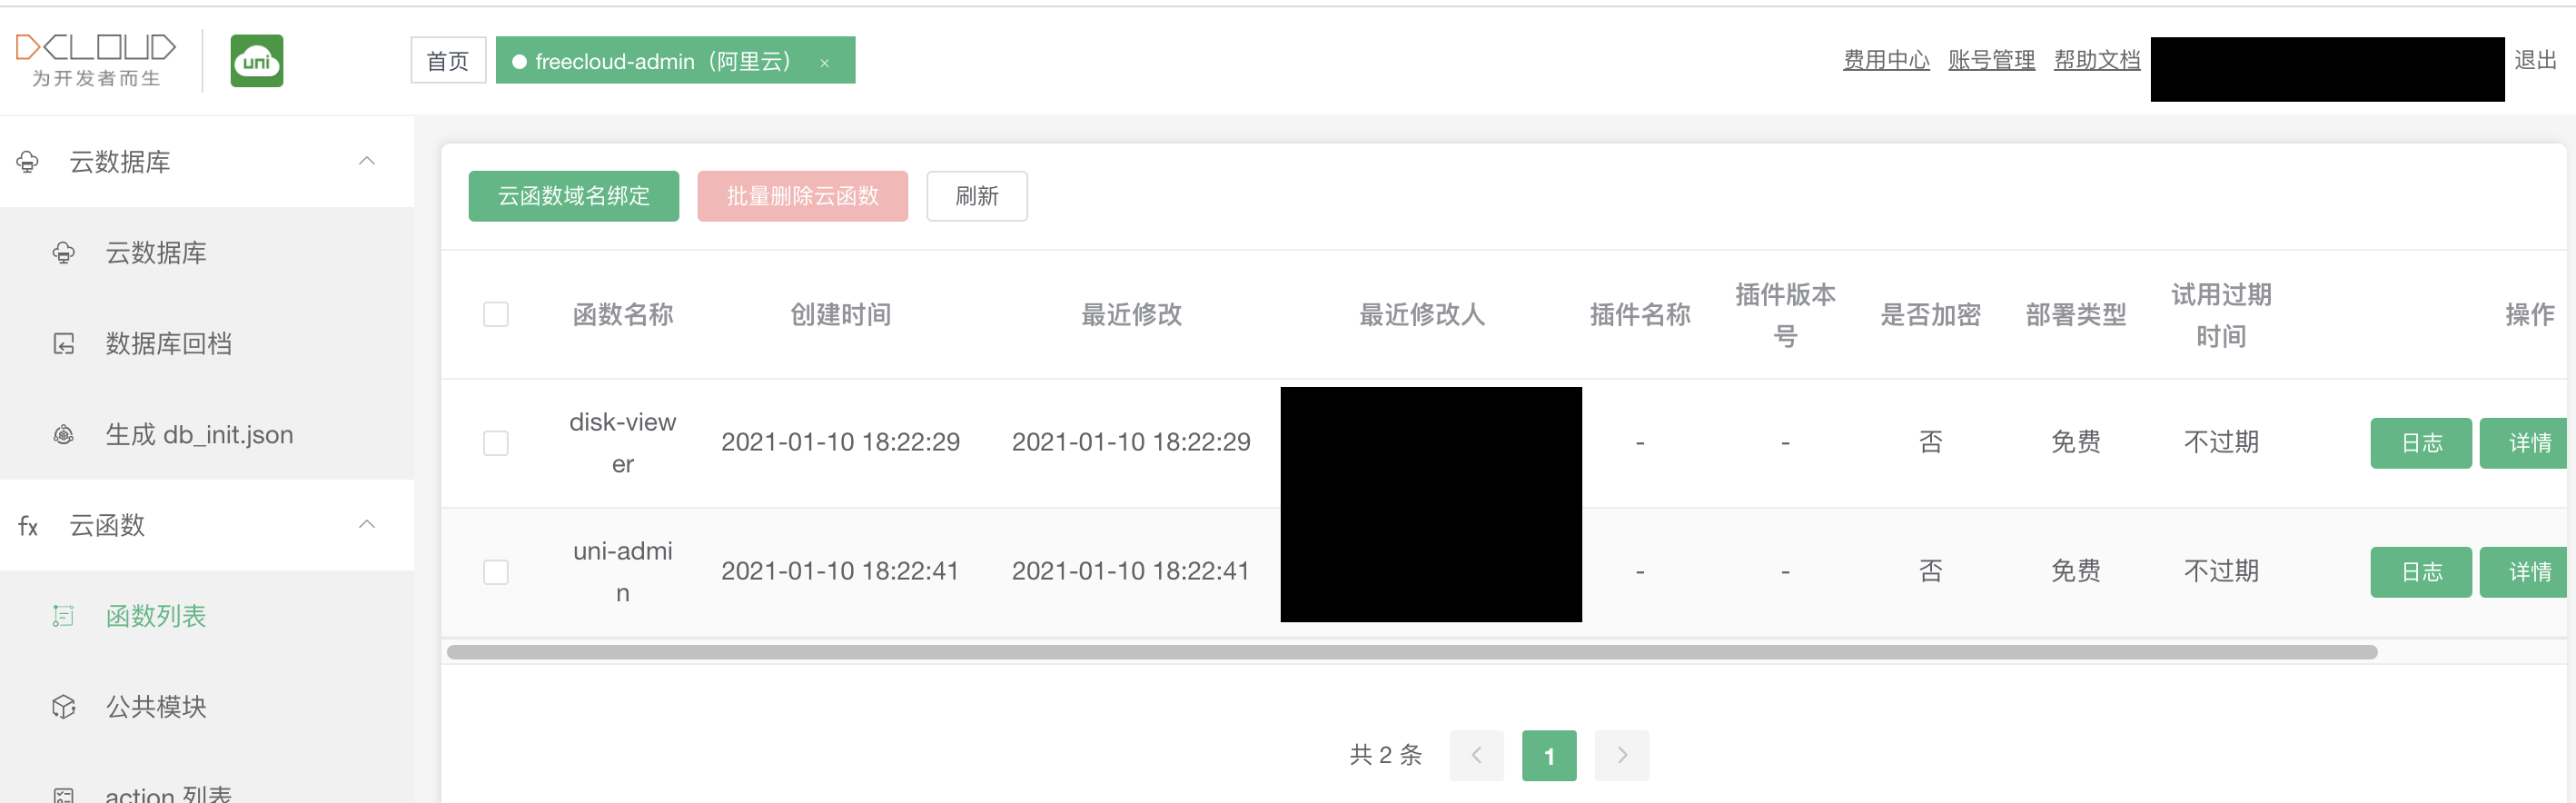 DCLOUD
为开发者而生
uni
首页
freecloud-admin（阿里云） ×
费用中心 账号管理 帮助文档 退出
云数据库
云数据库
数据库回档
生成 db_init.json
fx 云函数
函数列表
公共模块
action 列表
云函数域名绑定 批量删除云函数 刷新
函数名称 创建时间 最近修改 最近修改人 插件名称 插件版本号 是否加密 部署类型 试用过期时间 操作
disk-viewer 2021-01-10 18:22:29 2021-01-10 18:22:29 - - 否 免费 不过期 日志 详情
uni-admin 2021-01-10 18:22:41 2021-01-10 18:22:41 - - 否 免费 不过期 日志 详情
共 2 条 1